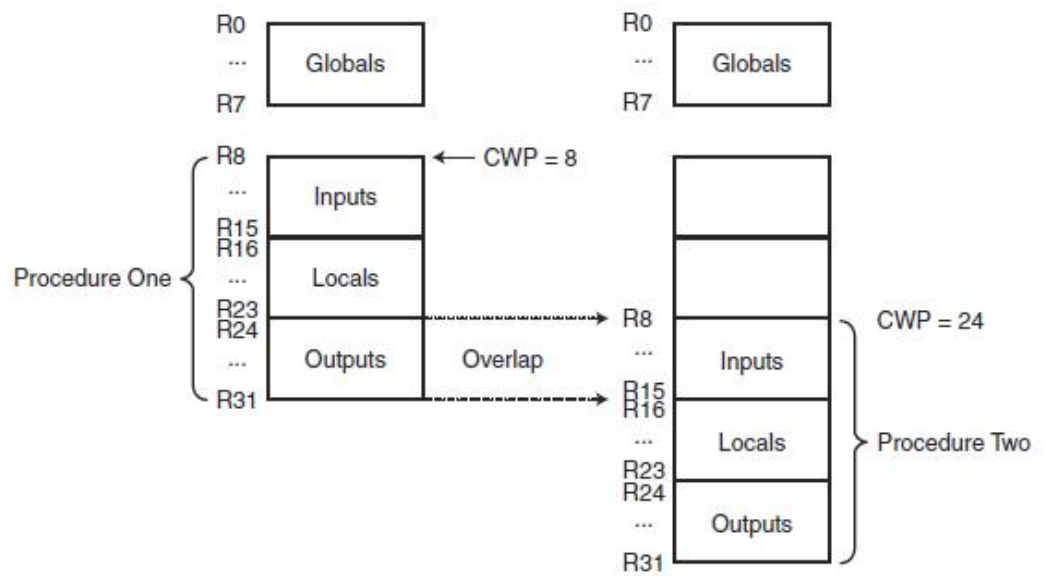 R0
...
R7
Globals
R0
...
R7
Globals
Procedure One
R8
...
R15
R16
...
R23
R24
...
R31
Inputs
Locals
Outputs
CWP = 8
Overlap
R8
...
R15
R16
...
R23
R24
...
R31
Inputs
Locals
Outputs
CWP = 24
Procedure Two